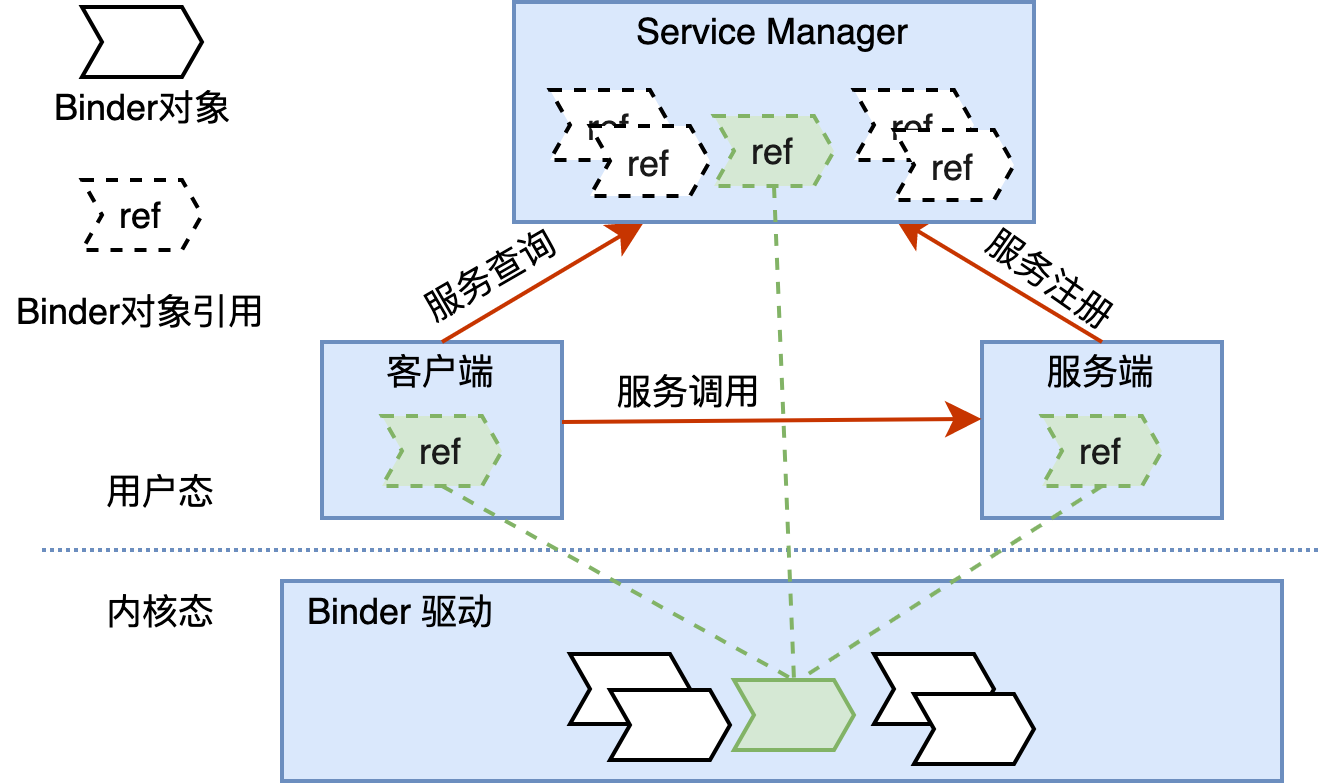 Service Manager
Binder对象
ref
ref
ref
ref
ref
ref
Binder对象引用
服务查询
服务注册
客户端
服务端
服务调用
ref
ref
用户态
内核态
Binder 驱动